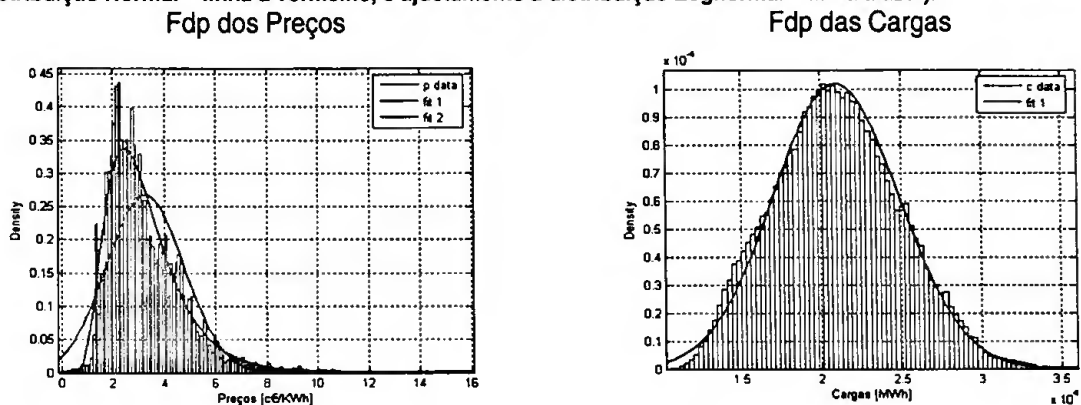 Fdp dos Preços
Fdp das Cargas
0.45
0.4
0.35
0.3
0.25
0.2
0.15
0.1
0.05
0
Density
p data
fit 1
fit 2
0 2 4 6 8 10 12 14 16
Preços [c€/KWh]
x 10⁻⁴
1
0.9
0.8
0.7
0.6
0.5
0.4
0.3
0.2
0.1
0
Density
c data
fit 1
1.5 2 2.5 3 3.5
Cargas [MWh]
x 10⁴